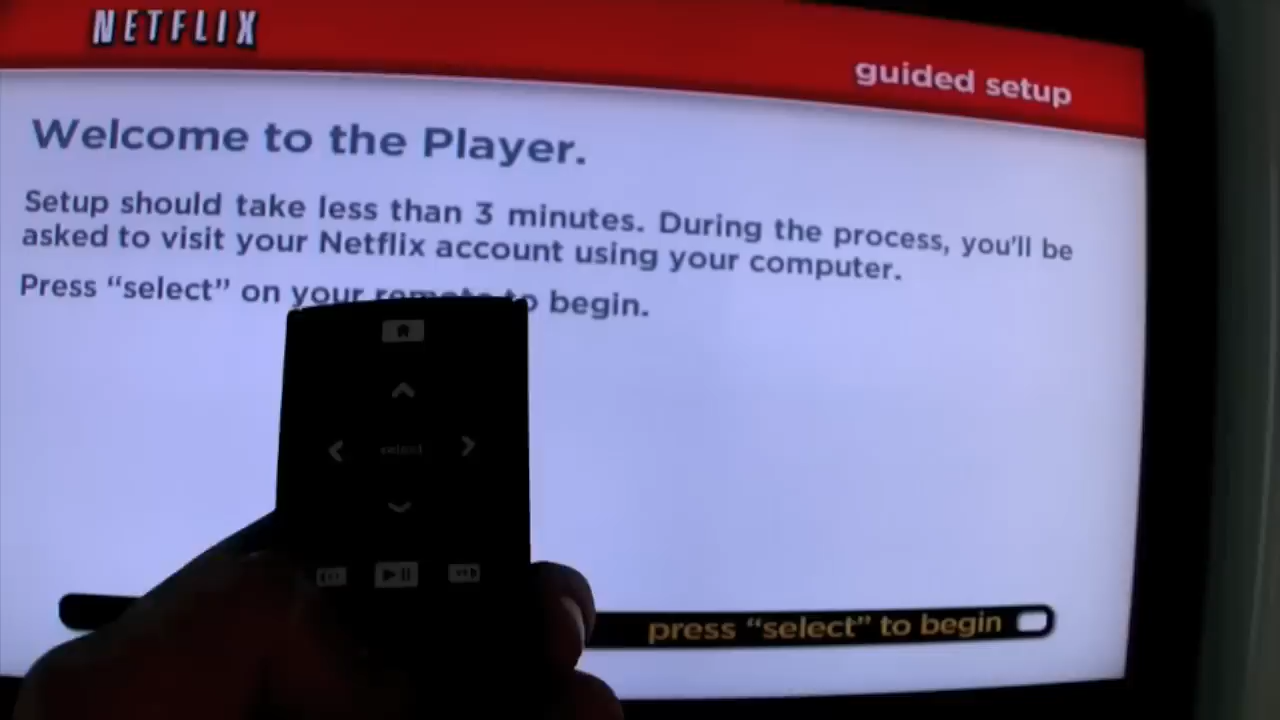 NETFLIX
guided setup
Welcome to the Player.
Setup should take less than 3 minutes. During the process, you'll be
asked to visit your Netflix account using your computer.
Press “select” on your remote to begin.
select
press “select” to begin